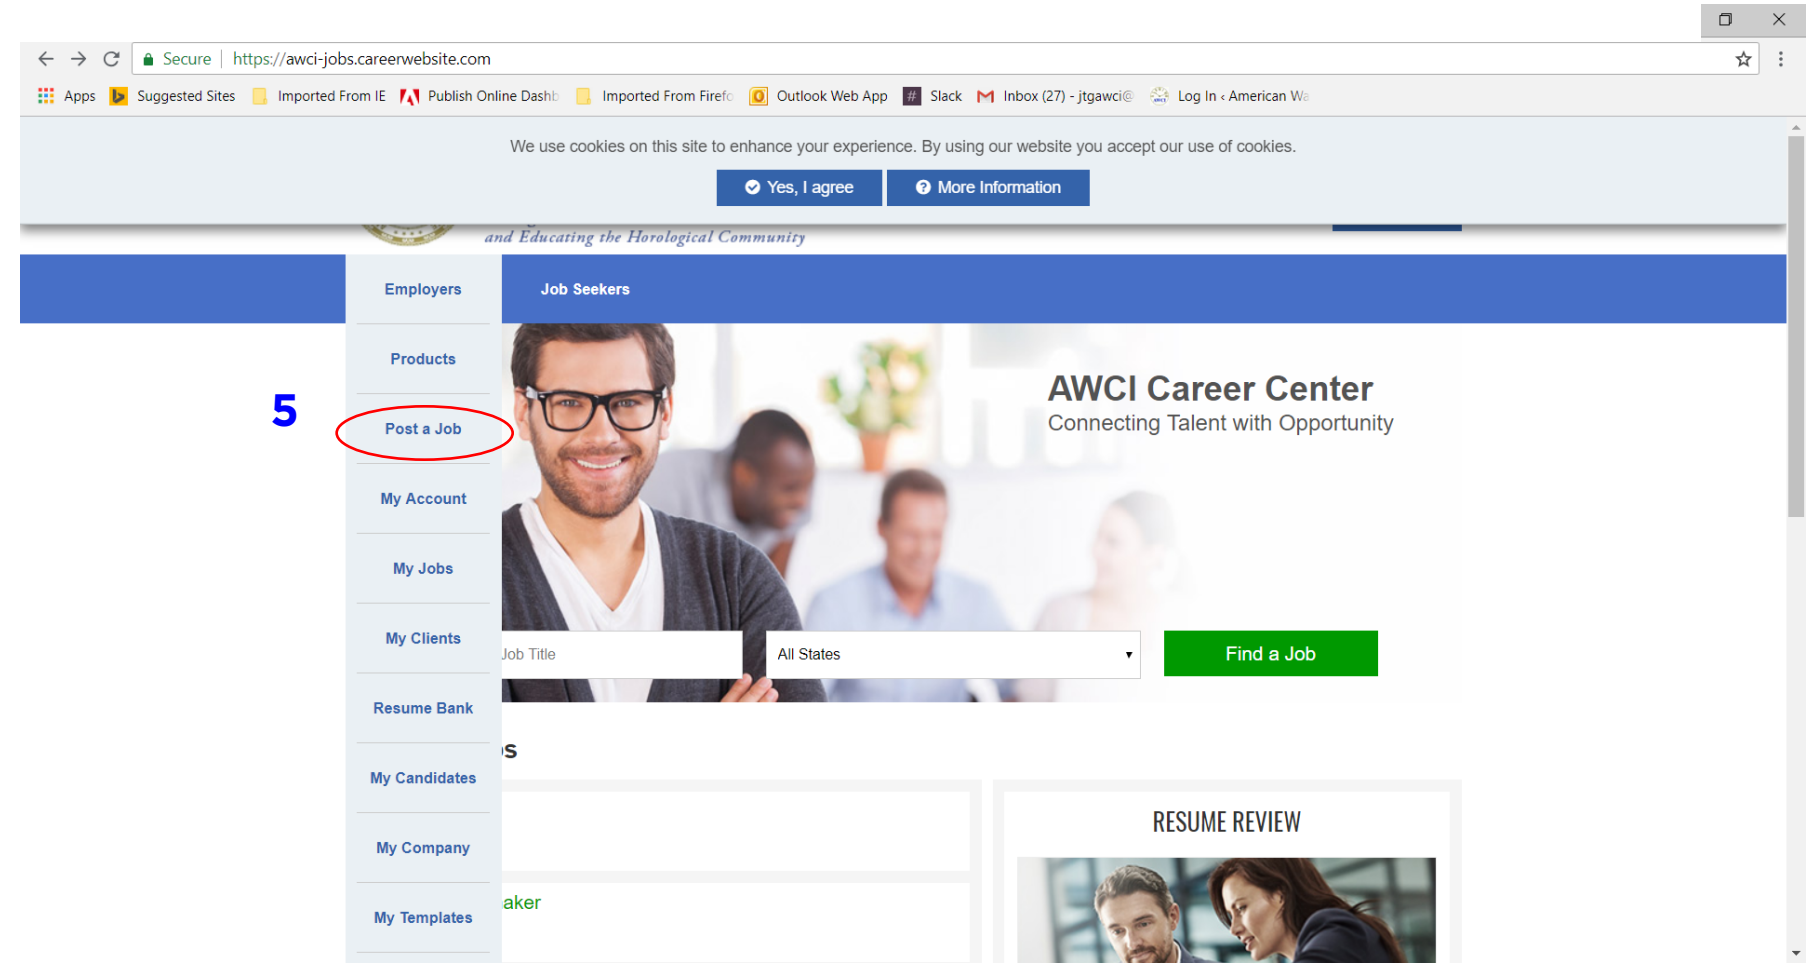 Secure | https://awci-jobs.careerwebsite.com
Apps Suggested Sites Imported From IE Publish Online Dashb Imported From Firefo Outlook Web App # Slack Inbox (27) - jtgawci@ Log In ‹ American Wa
We use cookies on this site to enhance your experience. By using our website you accept our use of cookies.
Yes, I agree
More Information
and Educating the Horological Community
Employers
Job Seekers
Products
5
Post a Job
My Account
My Jobs
My Clients
Resume Bank
My Candidates
My Company
My Templates
AWCI Career Center
Connecting Talent with Opportunity
Job Title
All States
Find a Job
s
aker
RESUME REVIEW